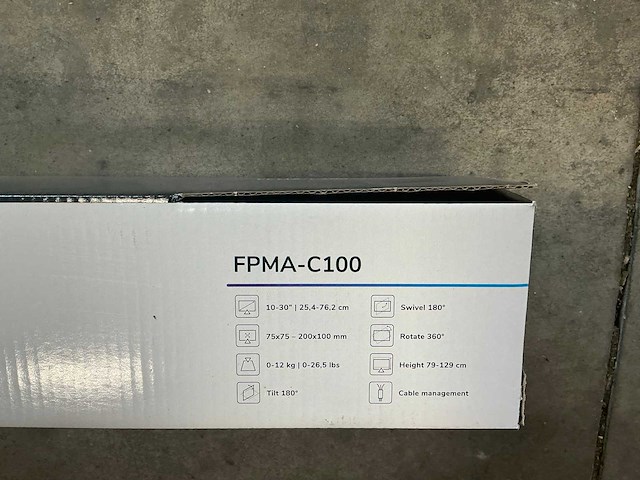 FPMA-C100
10-30" | 25,4-76,2 cm
75x75 – 200x100 mm
0-12 kg | 0-26,5 lbs
Tilt 180°
Swivel 180°
Rotate 360°
Height 79-129 cm
Cable management